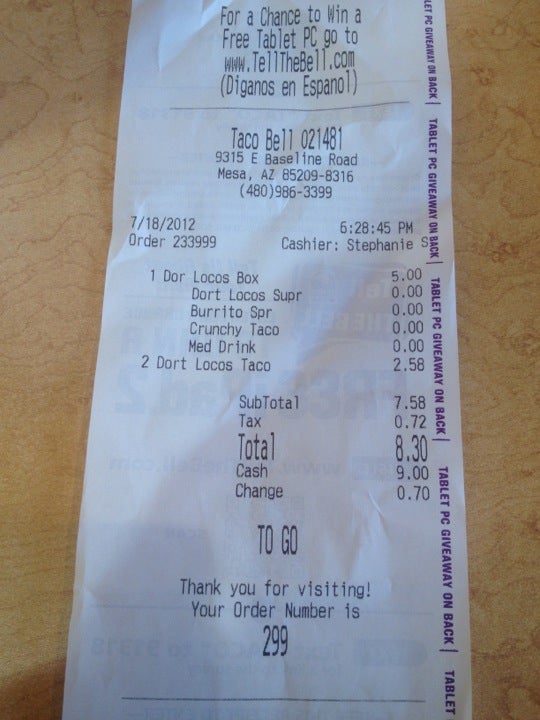 For a Chance to Win a
Free Tablet PC go to
www.TellTheBell.com
(Diganos en Espanol)
Taco Bell 021481
9315 E Baseline Road
Mesa, AZ 85209-8316
(480)986-3399
7/18/2012 6:28:45 PM
Order 233999 Cashier: Stephanie S
1 Dor Locos Box 5.00
Dort Locos Supr 0.00
Burrito Spr 0.00
Crunchy Taco 0.00
Med Drink 0.00
2 Dort Locos Taco 2.58
SubTotal 7.58
Tax 0.72
Total 8.30
Cash 9.00
Change 0.70
TO GO
Thank you for visiting!
Your Order Number is
299
TABLET PC GIVEAWAY ON BACK
TABLET PC GIVEAWAY ON BACK
TABLET PC GIVEAWAY ON BACK
TABLET PC GIVEAWAY ON BACK
TABLET